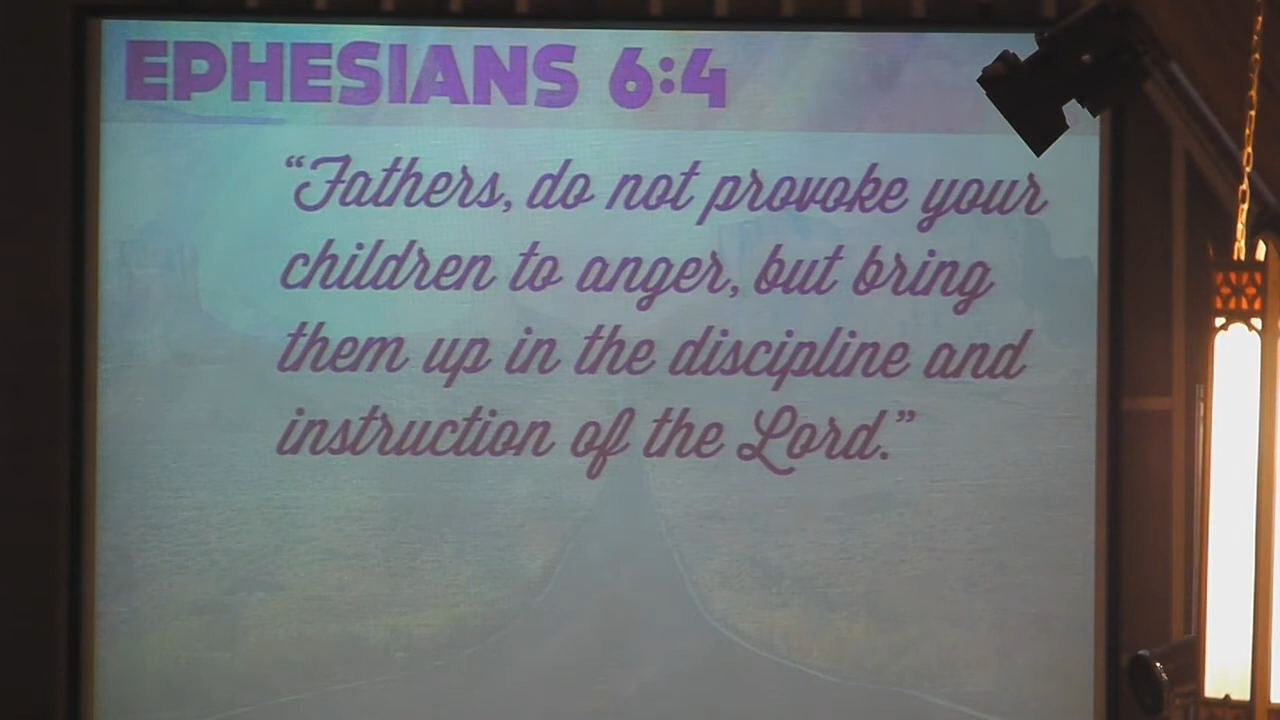 EPHESIANS 6:4
“Fathers, do not provoke your
children to anger, but bring
them up in the discipline and
instruction of the Lord.”